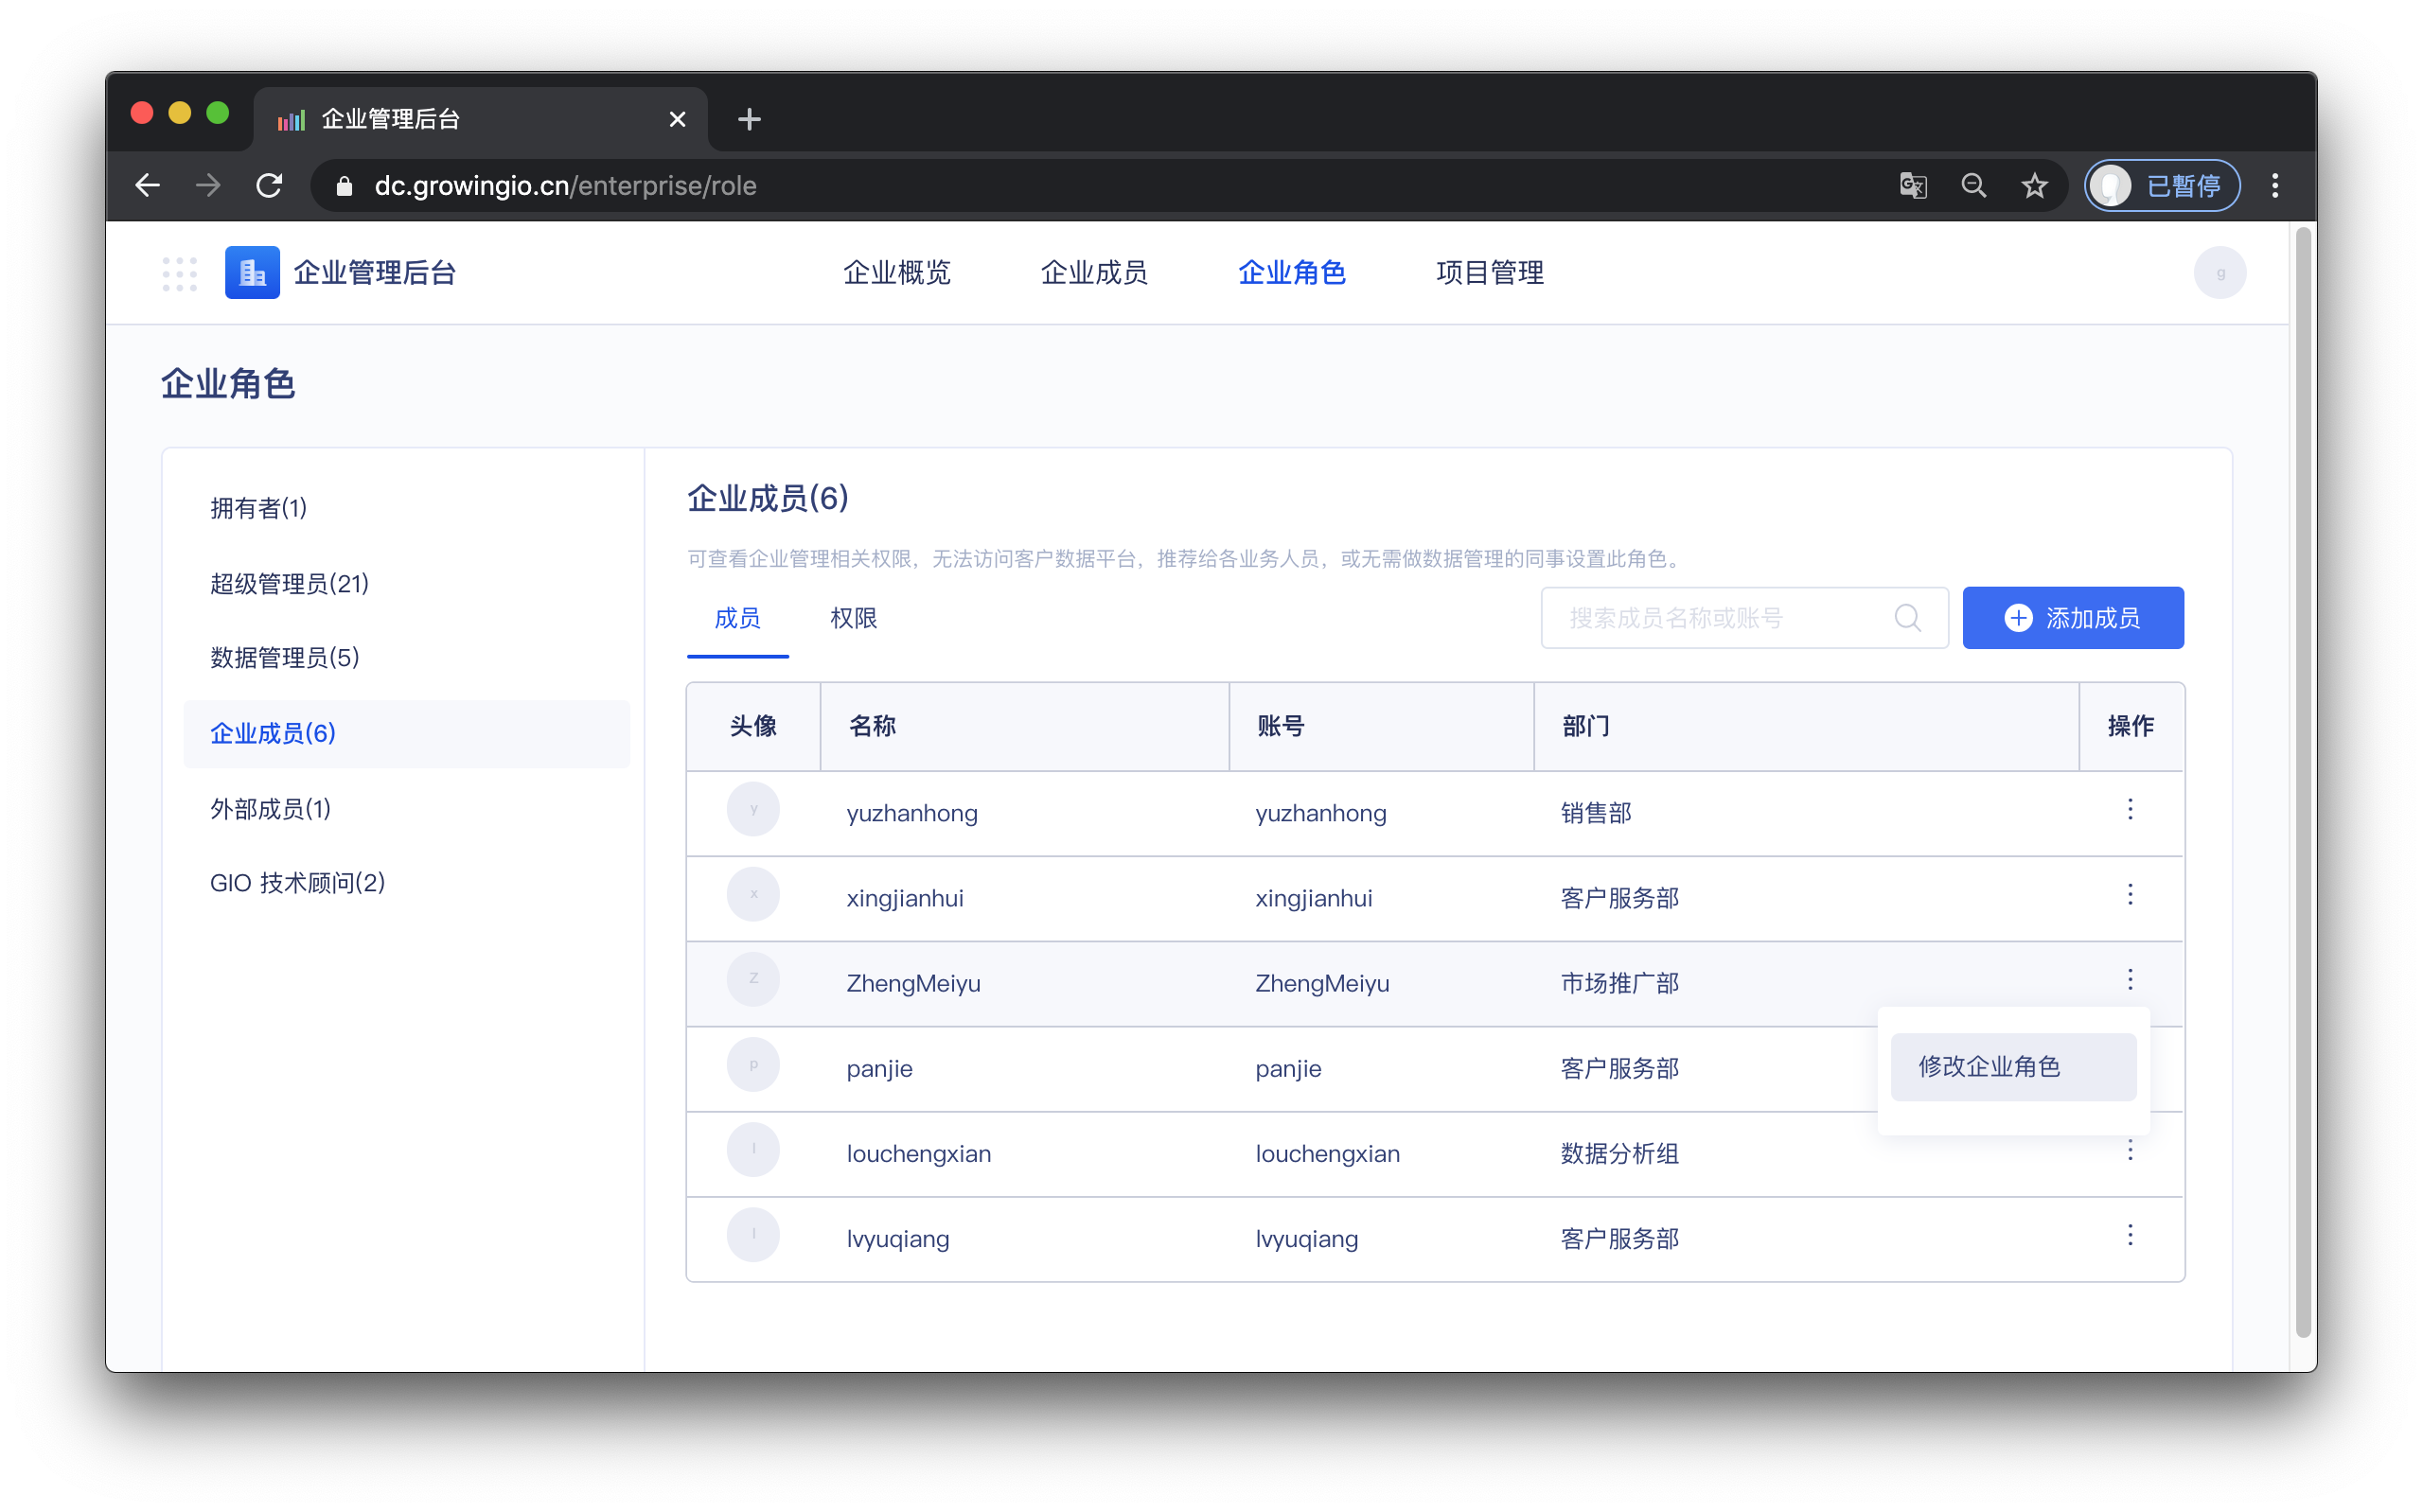 企业管理后台
dc.growingio.cn/enterprise/role
已暂停
企业管理后台
企业概览
企业成员
企业角色
项目管理
g
企业角色
拥有者(1)
超级管理员(21)
数据管理员(5)
企业成员(6)
外部成员(1)
GIO 技术顾问(2)
企业成员(6)
可查看企业管理相关权限，无法访问客户数据平台，推荐给各业务人员，或无需做数据管理的同事设置此角色。
成员
权限
搜索成员名称或账号
添加成员
头像 名称 账号 部门 操作
y yuzhanhong yuzhanhong 销售部
x xingjianhui xingjianhui 客户服务部
Z ZhengMeiyu ZhengMeiyu 市场推广部
p panjie panjie 客户服务部
修改企业角色
l louchengxian louchengxian 数据分析组
l lvyuqiang lvyuqiang 客户服务部